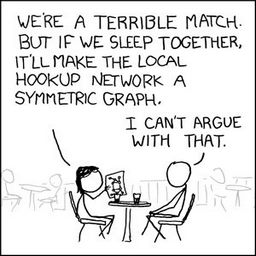 WE'RE A TERRIBLE MATCH.
BUT IF WE SLEEP TOGETHER,
IT'LL MAKE THE LOCAL
HOOKUP NETWORK A
SYMMETRIC GRAPH.
I CAN'T ARGUE
WITH THAT.